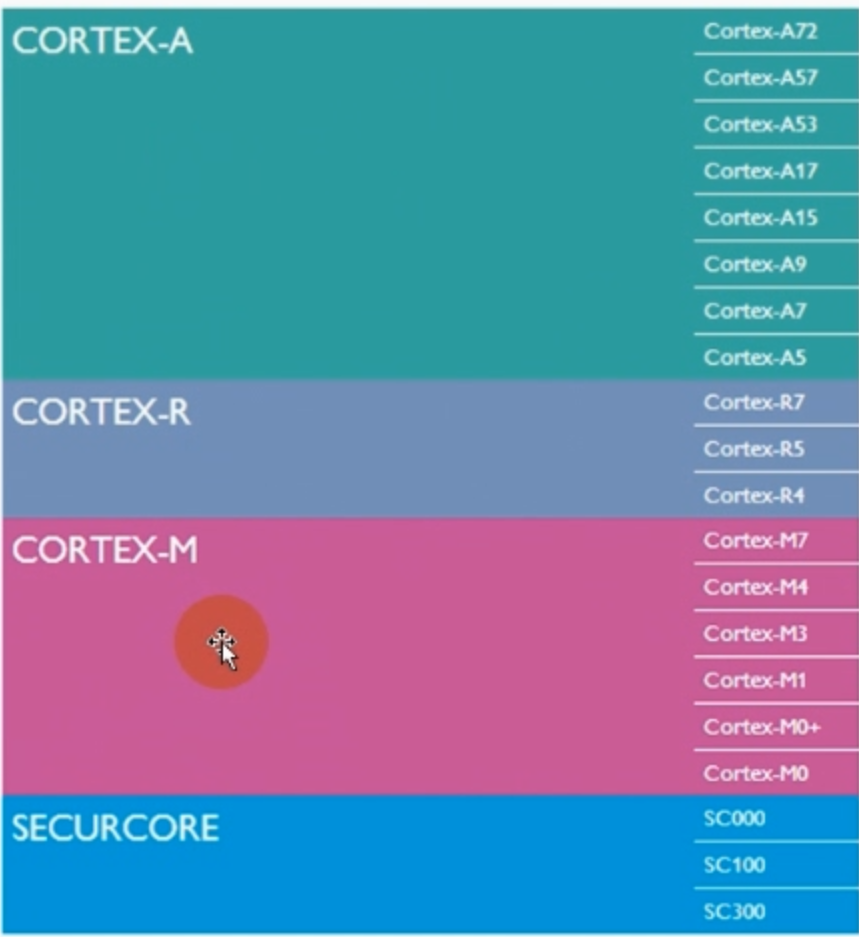 CORTEX-A
Cortex-A72
Cortex-A57
Cortex-A53
Cortex-A17
Cortex-A15
Cortex-A9
Cortex-A7
Cortex-A5
CORTEX-R
Cortex-R7
Cortex-R5
Cortex-R4
CORTEX-M
Cortex-M7
Cortex-M4
Cortex-M3
Cortex-M1
Cortex-M0+
Cortex-M0
SECURCORE
SC000
SC100
SC300